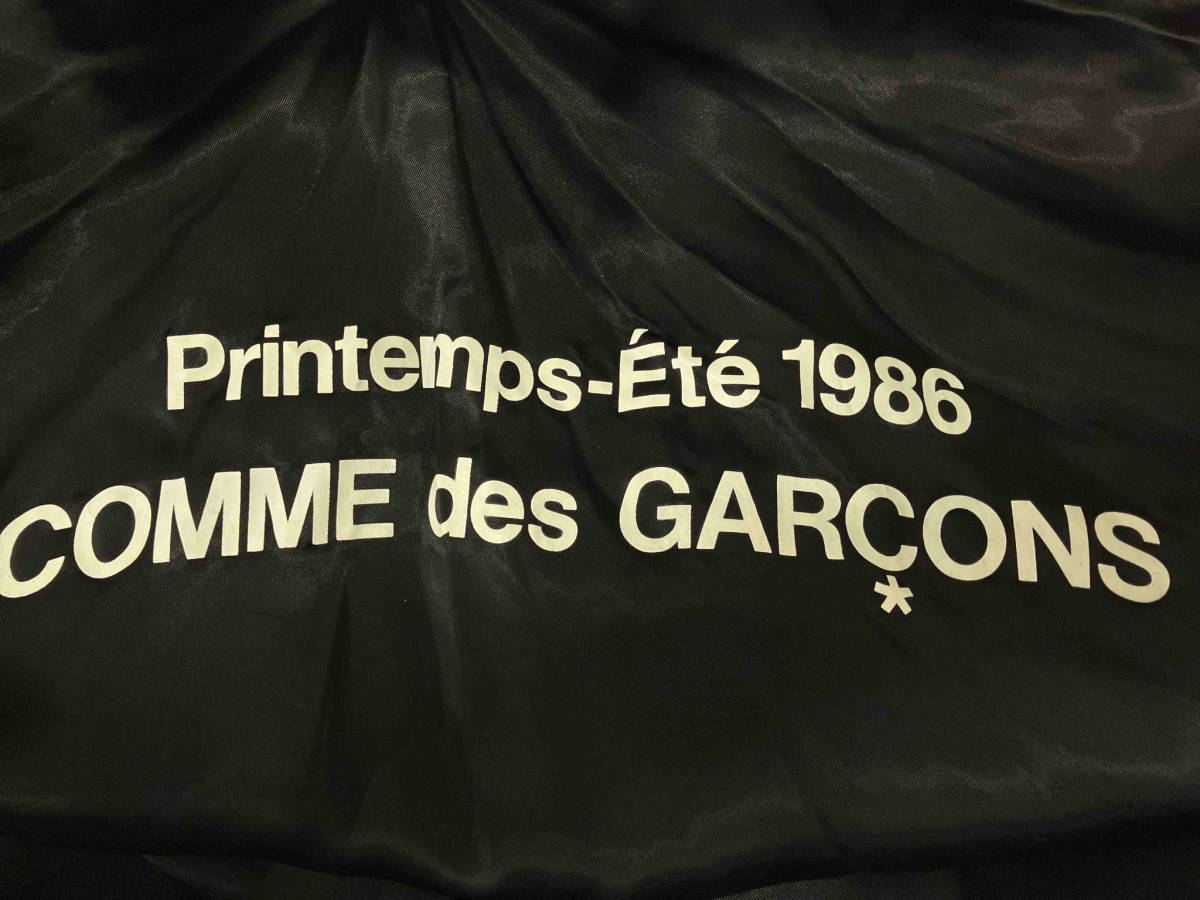 Printemps-Été 1986
COMME des GARÇONS
*